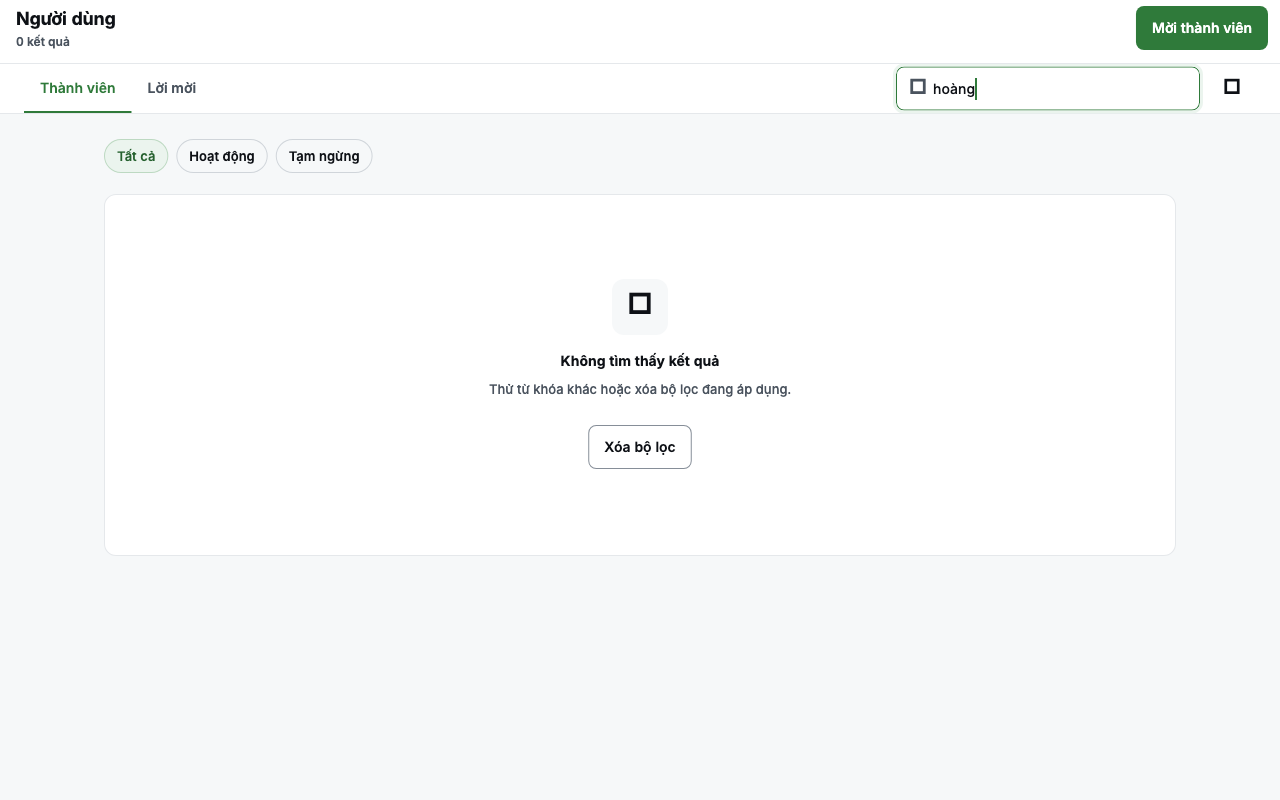 Người dùng
0 kết quả
Mời thành viên
Thành viên
Lời mời
hoàng
Tất cả
Hoạt động
Tạm ngừng
Không tìm thấy kết quả
Thử từ khóa khác hoặc xóa bộ lọc đang áp dụng.
Xóa bộ lọc